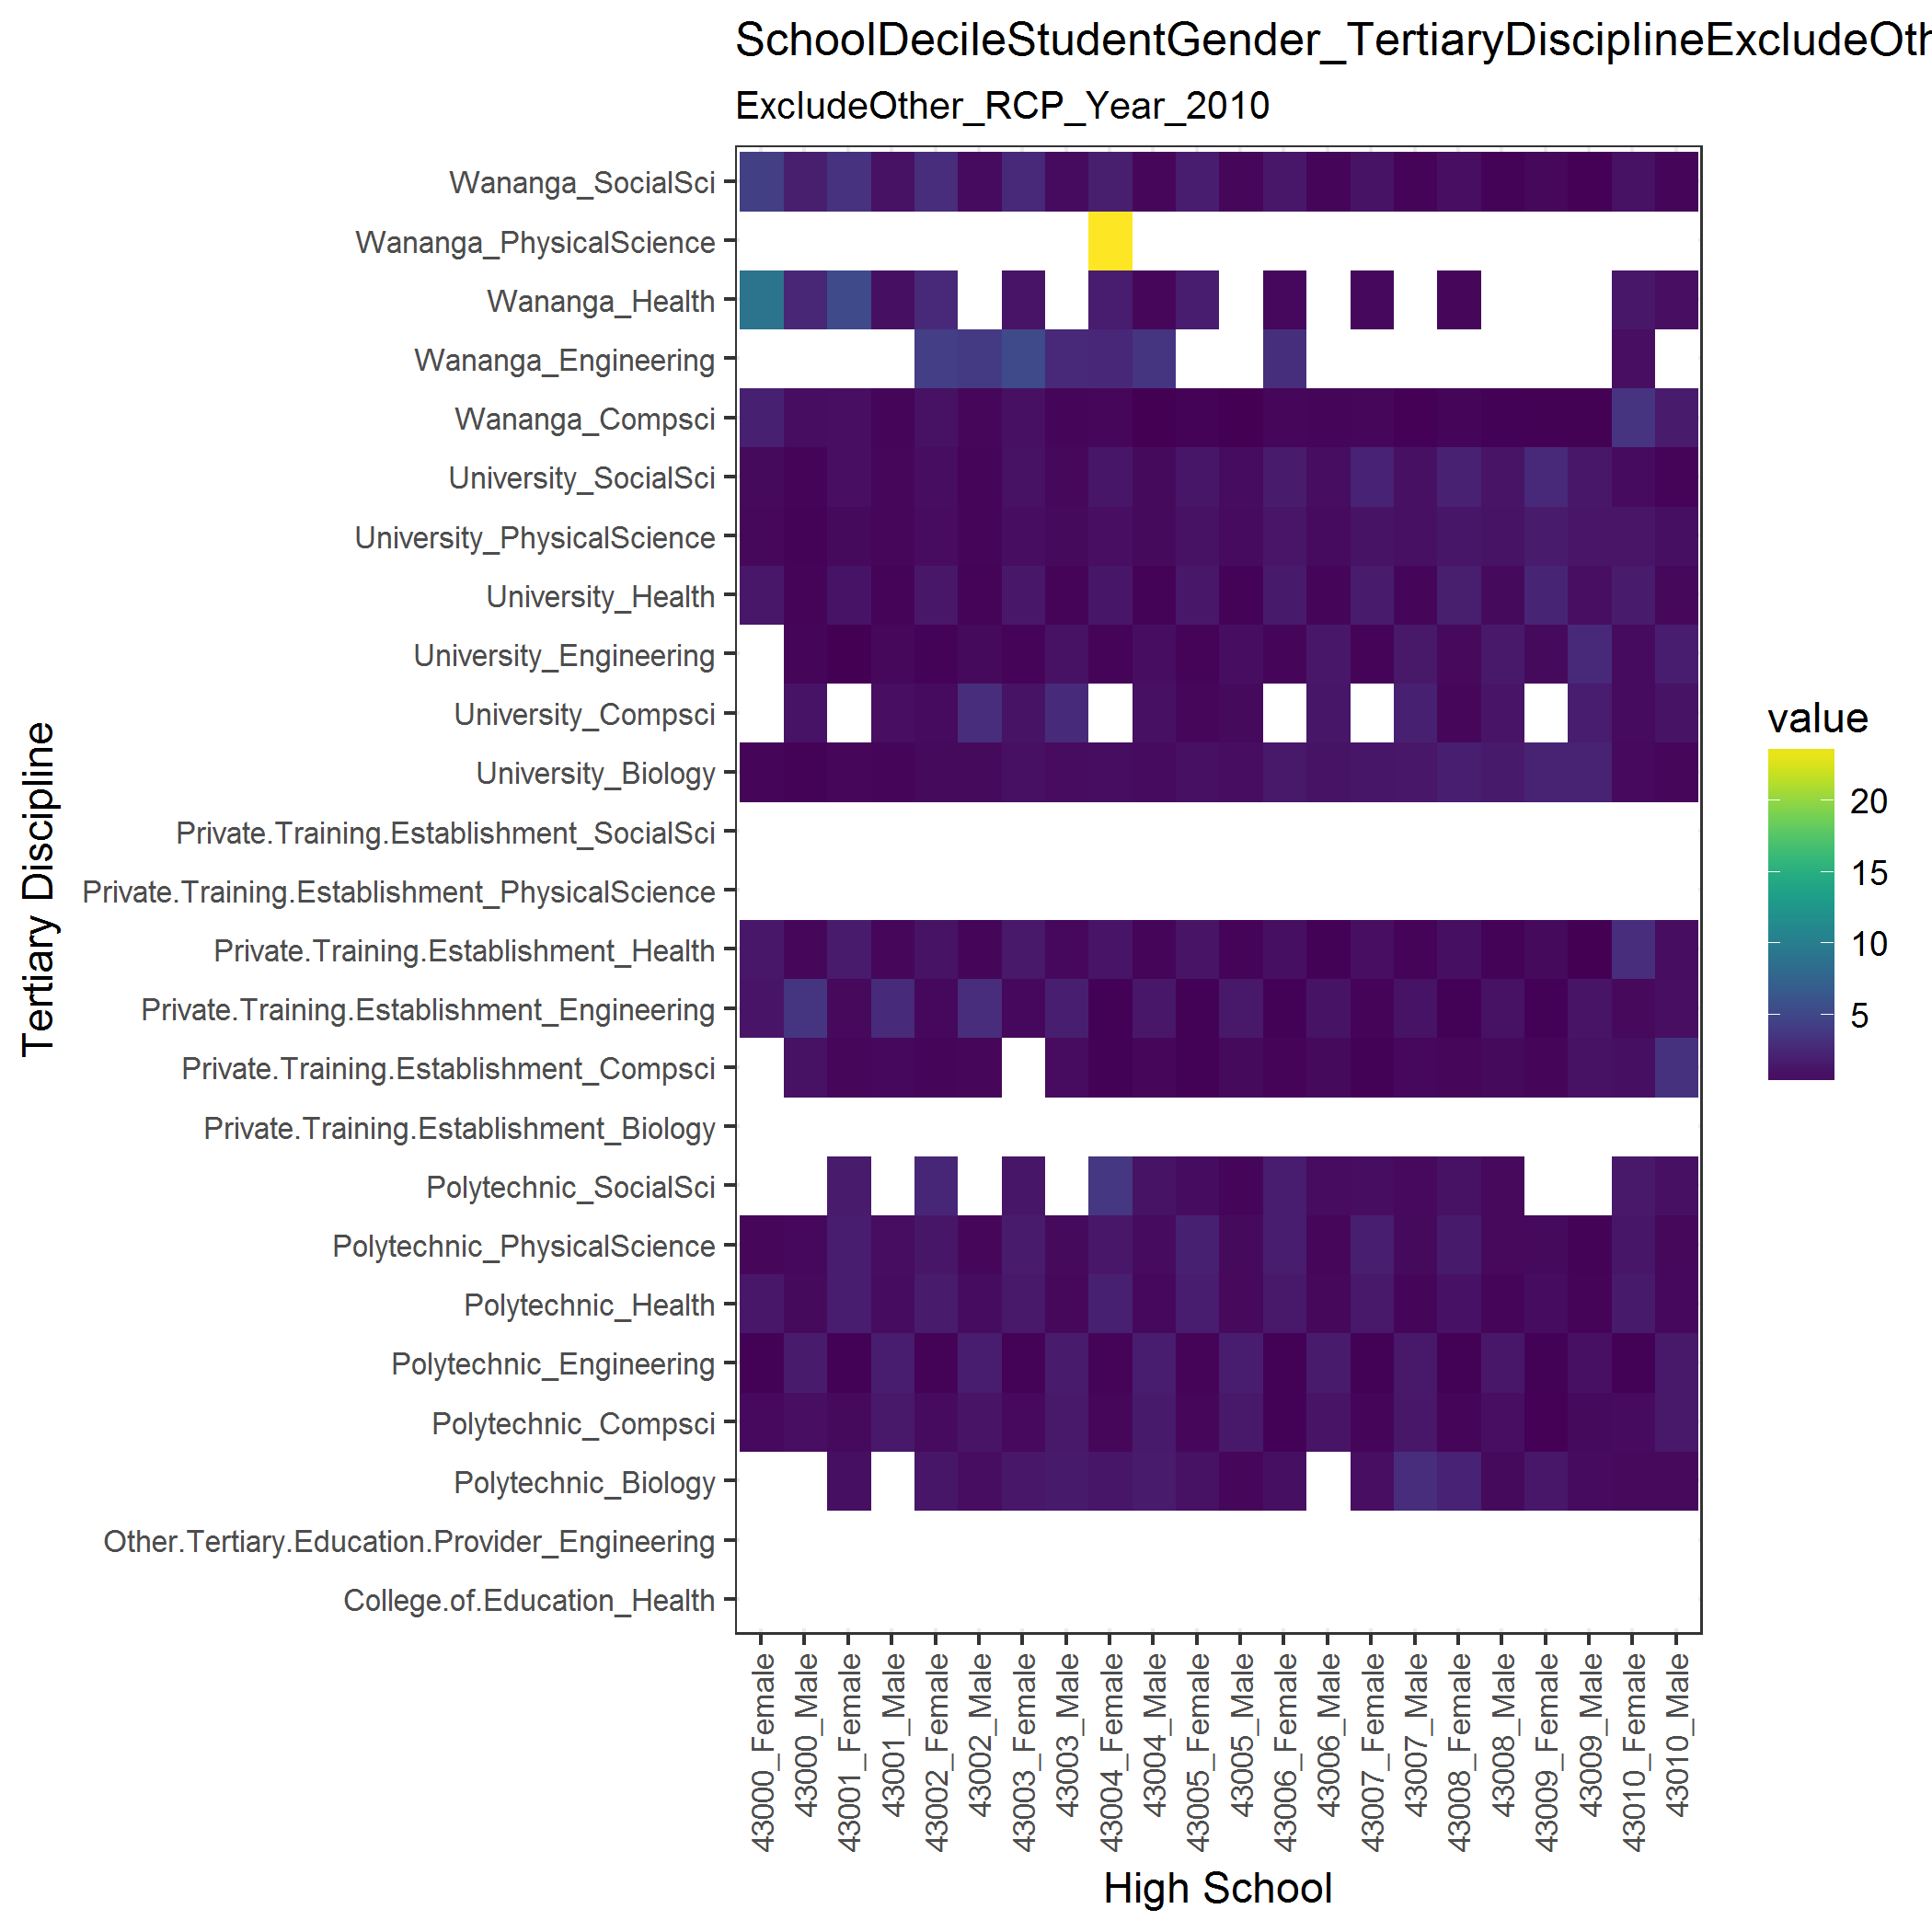 SchoolDecileStudentGender_TertiaryDisciplineExcludeOth
ExcludeOther_RCP_Year_2010
Tertiary Discipline
Wananga_SocialSci
Wananga_PhysicalScience
Wananga_Health
Wananga_Engineering
Wananga_Compsci
University_SocialSci
University_PhysicalScience
University_Health
University_Engineering
University_Compsci
University_Biology
Private.Training.Establishment_SocialSci
Private.Training.Establishment_PhysicalScience
Private.Training.Establishment_Health
Private.Training.Establishment_Engineering
Private.Training.Establishment_Compsci
Private.Training.Establishment_Biology
Polytechnic_SocialSci
Polytechnic_PhysicalScience
Polytechnic_Health
Polytechnic_Engineering
Polytechnic_Compsci
Polytechnic_Biology
Other.Tertiary.Education.Provider_Engineering
College.of.Education_Health
43000_Female
43000_Male
43001_Female
43001_Male
43002_Female
43002_Male
43003_Female
43003_Male
43004_Female
43004_Male
43005_Female
43005_Male
43006_Female
43006_Male
43007_Female
43007_Male
43008_Female
43008_Male
43009_Female
43009_Male
43010_Female
43010_Male
High School
value
20
15
10
5